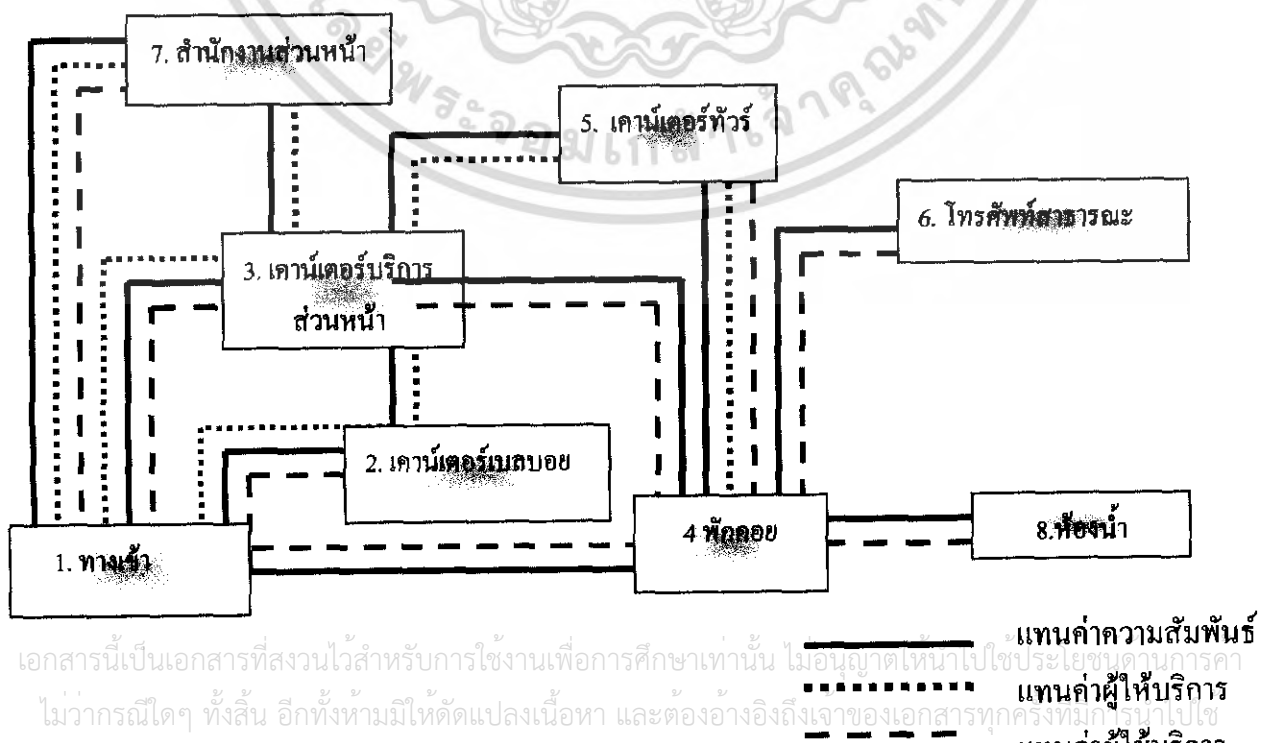 7. สำนักงานส่วนหน้า
5. เคาน์เตอร์ทัวร์
6. โทรศัพท์สาธารณะ
3. เคาน์เตอร์บริการ
ส่วนหน้า
2. เคาน์เตอร์เบลบอย
1. ทางเข้า
4 พักคอย
8.ห้องน้ำ
แทนค่าความสัมพันธ์
เอกสารนี้เป็นเอกสารที่สงวนไว้สำหรับการใช้งานเพื่อการศึกษาเท่านั้น ไม่อนุญาตให้นำไปใช้ประโยชน์ด้านการค้า
แทนค่าผู้ให้บริการ
ไม่ว่ากรณีใดๆ ทั้งสิ้น อีกทั้งห้ามมิให้ดัดแปลงเนื้อหา และต้องอ้างอิงถึงเจ้าของเอกสารทุกครั้งที่มีการนำไปใช้
แทนค่าผู้ใช้บริการ